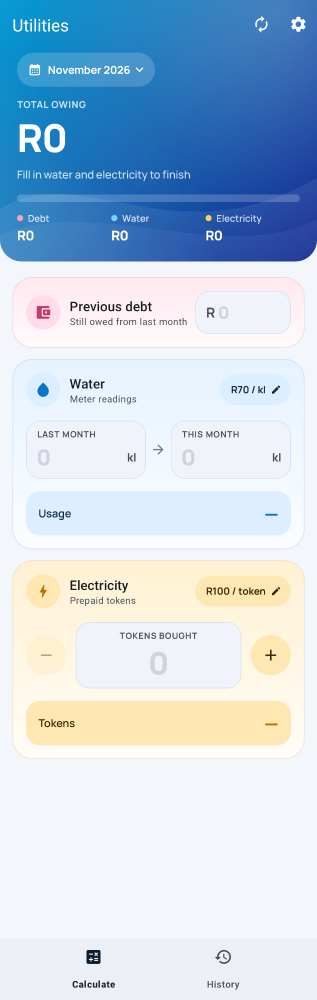 Utilities
November 2026
TOTAL OWING
R0
Fill in water and electricity to finish
Debt Water Electricity
R0 R0 R0
Previous debt
Still owed from last month
R 0
Water
Meter readings
R70 / kl
LAST MONTH THIS MONTH
0 kl 0 kl
Usage —
Electricity
Prepaid tokens
R100 / token
TOKENS BOUGHT
0
Tokens —
Calculate History